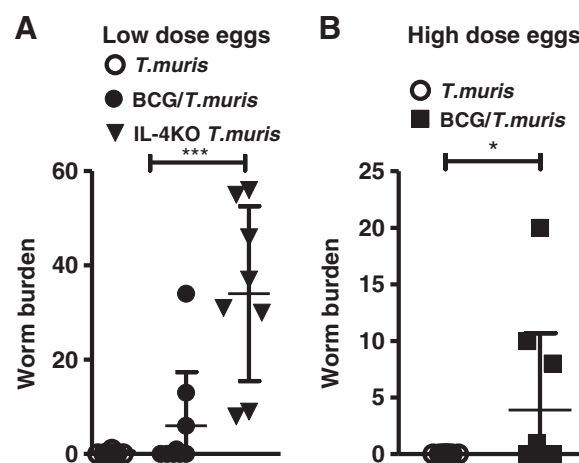 A
Low dose eggs
T.muris
BCG/T.muris
IL-4KO T.muris
***
60
40
20
0
Worm burden
B
High dose eggs
T.muris
BCG/T.muris
*
25
20
15
10
5
0
Worm burden